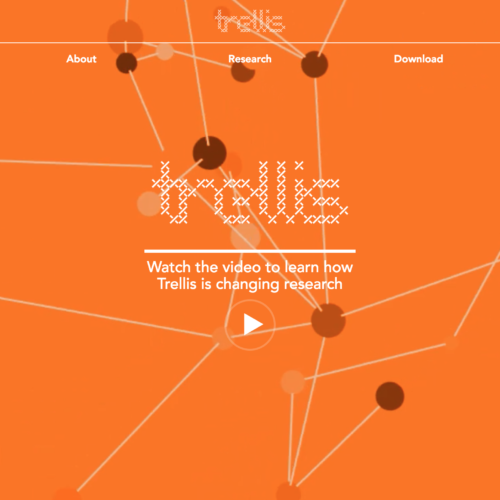 trellis
About Research Download
trellis
Watch the video to learn how
Trellis is changing research